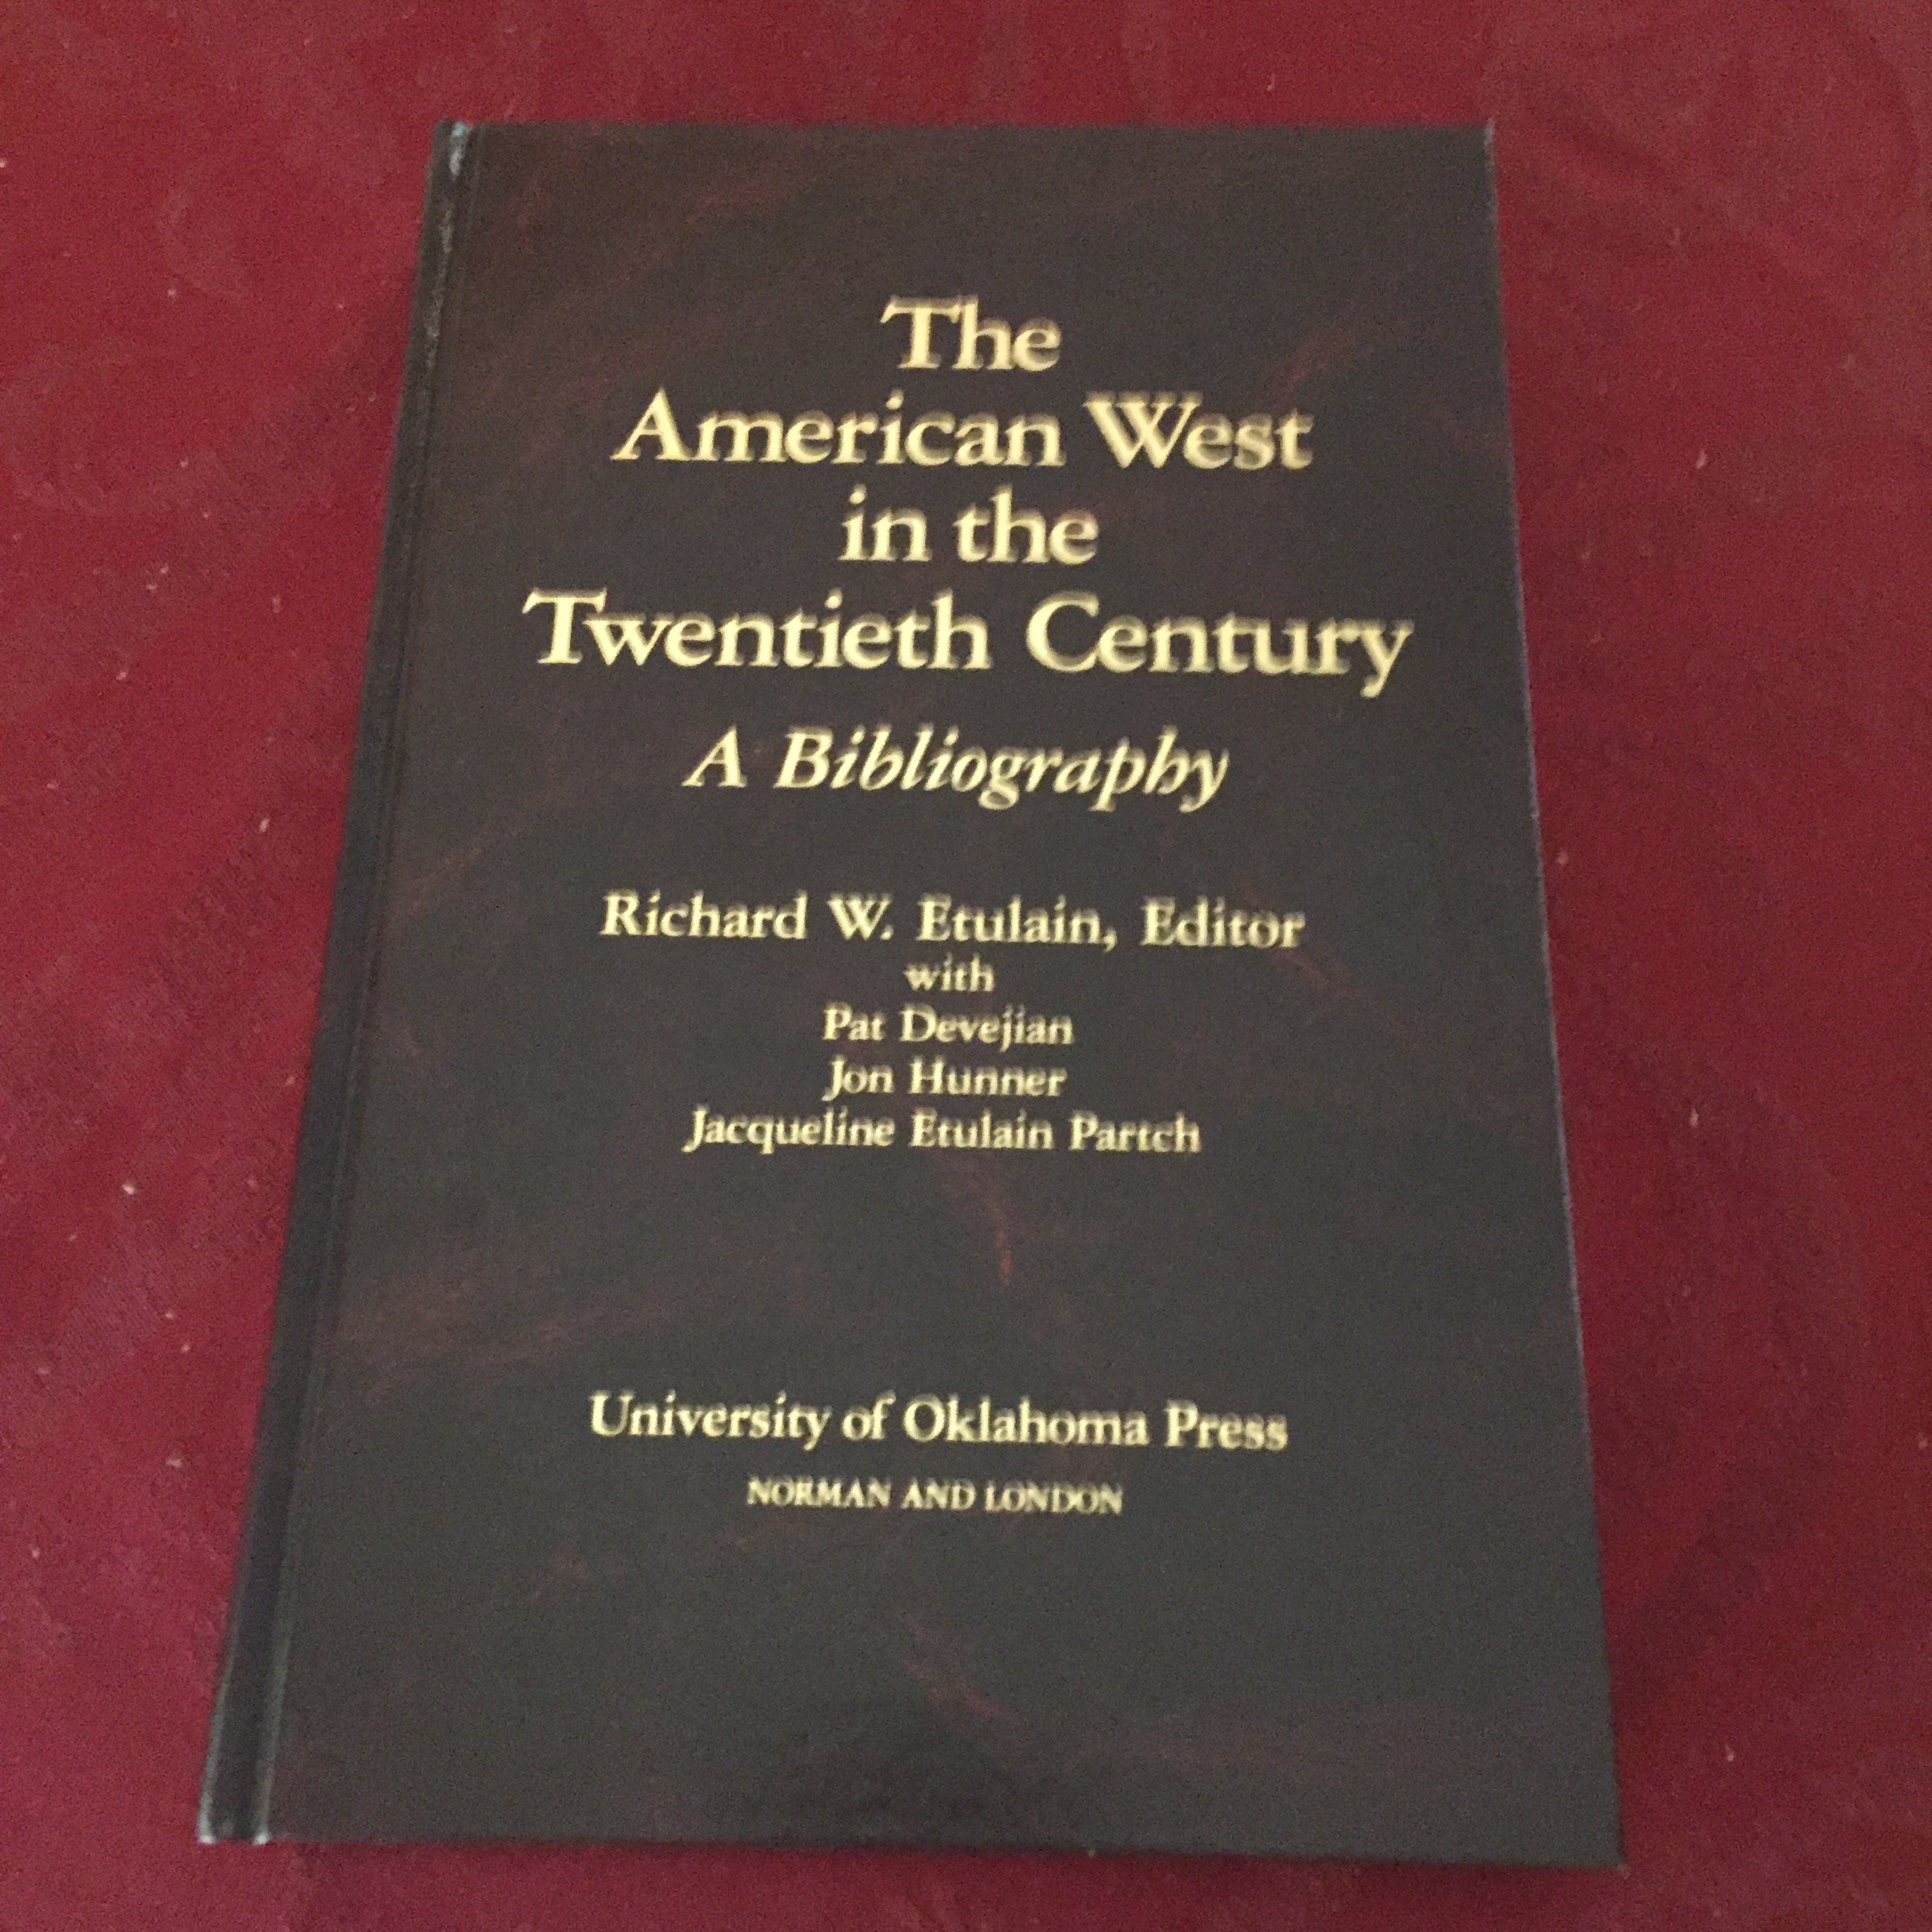 The
American West
in the
Twentieth Century
A Bibliography
Richard W. Etulain, Editor
with
Pat Devejian
Jon Hunner
Jacqueline Etulain Partch
University of Oklahoma Press
NORMAN AND LONDON